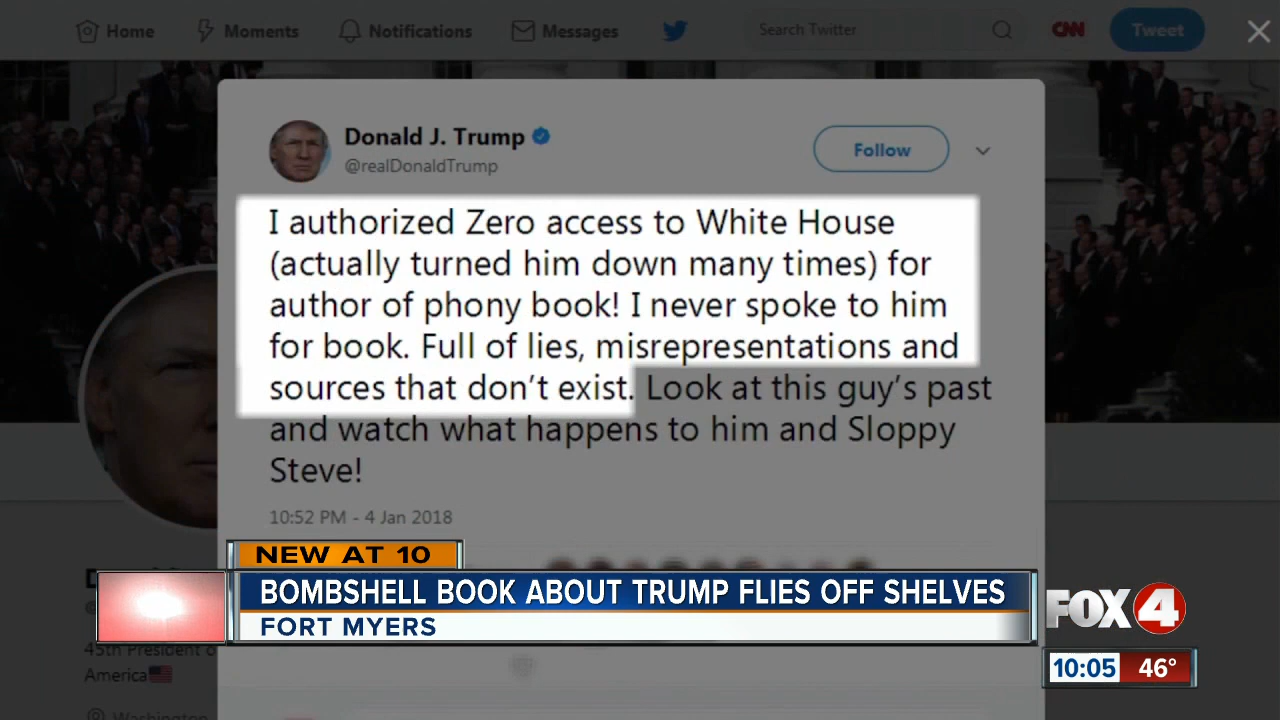 Home Moments Notifications Messages Search Twitter CNN Tweet
Donald J. Trump
@realDonaldTrump
Follow
I authorized Zero access to White House
(actually turned him down many times) for
author of phony book! I never spoke to him
for book. Full of lies, misrepresentations and
sources that don't exist. Look at this guy's past
and watch what happens to him and Sloppy
Steve!
10:52 PM - 4 Jan 2018
NEW AT 10
BOMBSHELL BOOK ABOUT TRUMP FLIES OFF SHELVES
FORT MYERS
FOX 4
10:05 46°
45th President o
America
Washington